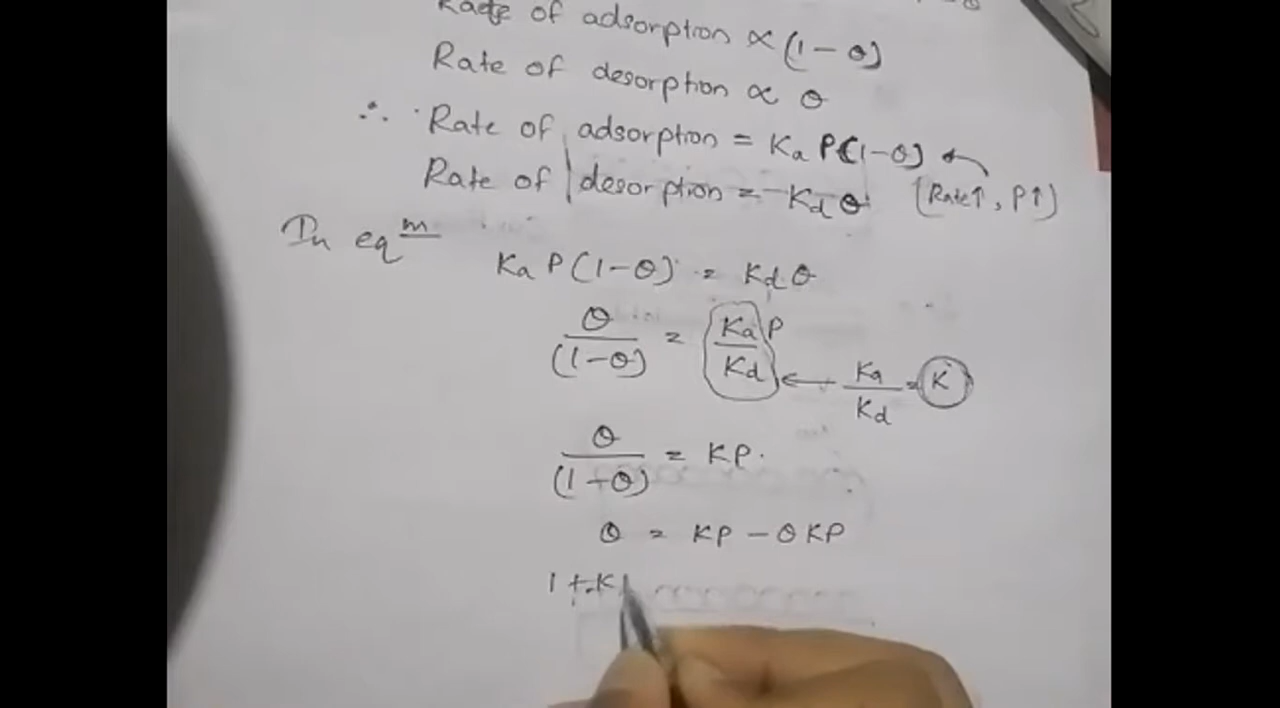 Rate of adsorption ∝ (1 - θ)
Rate of desorption ∝ θ
∴ Rate of adsorption = Ka P(1-θ)
Rate of desorption = Kd θ [Rate↑, P↑)
In eqm Ka P(1-θ) = Kd θ
θ/(1-θ) = Ka/Kd P ← Ka/Kd = K
θ/(1-θ) = KP.
θ = KP - θKP
1 + K